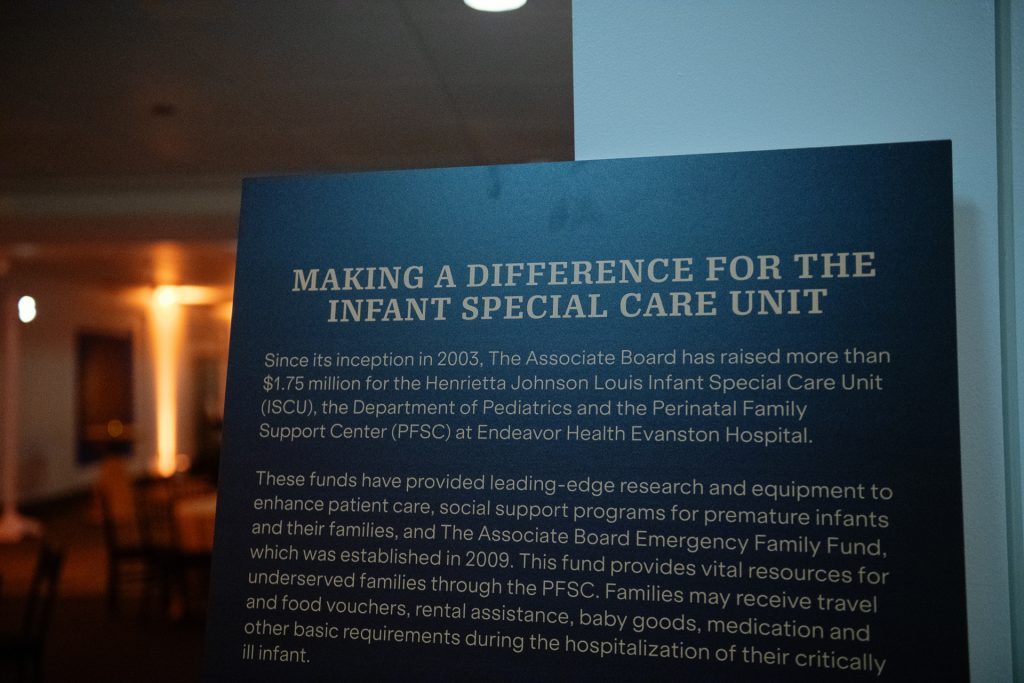 MAKING A DIFFERENCE FOR THE
INFANT SPECIAL CARE UNIT
Since its inception in 2003, The Associate Board has raised more than
$1.75 million for the Henrietta Johnson Louis Infant Special Care Unit
(ISCU), the Department of Pediatrics and the Perinatal Family
Support Center (PFSC) at Endeavor Health Evanston Hospital.
These funds have provided leading-edge research and equipment to
enhance patient care, social support programs for premature infants
and their families, and The Associate Board Emergency Family Fund,
which was established in 2009. This fund provides vital resources for
underserved families through the PFSC. Families may receive travel
and food vouchers, rental assistance, baby goods, medication and
other basic requirements during the hospitalization of their critically
ill infant.